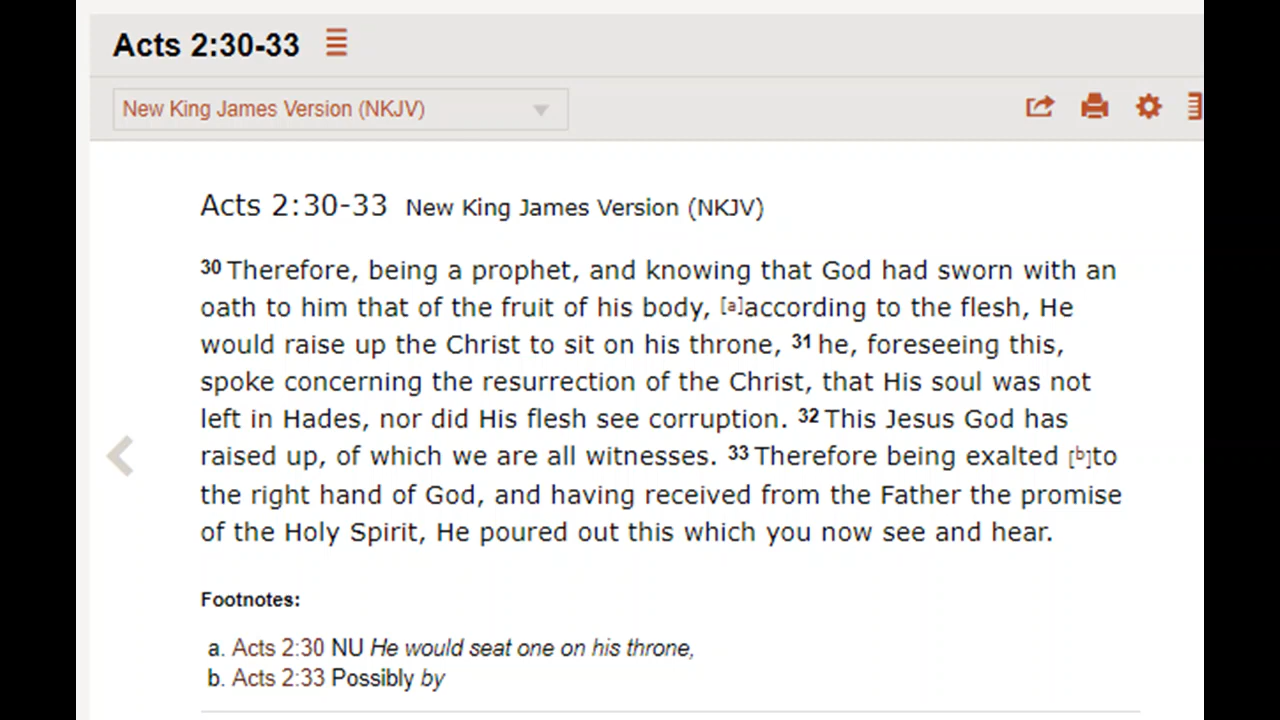 Acts 2:30-33
New King James Version (NKJV)
Acts 2:30-33 New King James Version (NKJV)
30 Therefore, being a prophet, and knowing that God had sworn with an
oath to him that of the fruit of his body, [a]according to the flesh, He
would raise up the Christ to sit on his throne, 31 he, foreseeing this,
spoke concerning the resurrection of the Christ, that His soul was not
left in Hades, nor did His flesh see corruption. 32 This Jesus God has
raised up, of which we are all witnesses. 33 Therefore being exalted [b]to
the right hand of God, and having received from the Father the promise
of the Holy Spirit, He poured out this which you now see and hear.
Footnotes:
a. Acts 2:30 NU He would seat one on his throne,
b. Acts 2:33 Possibly by